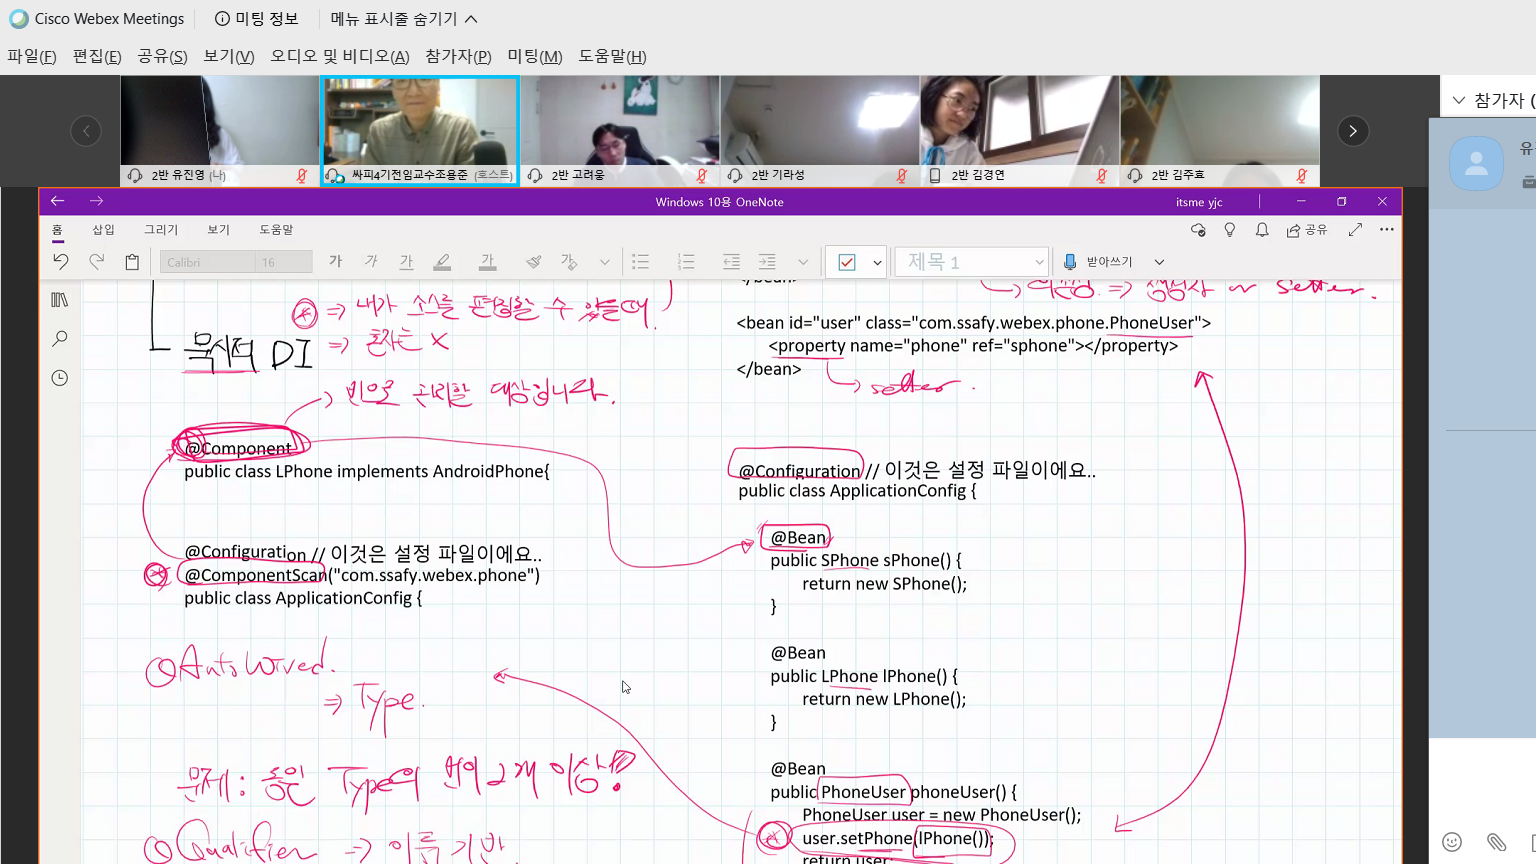 Cisco Webex Meetings
미팅 정보
메뉴 표시줄 숨기기
파일(F) 편집(E) 공유(S) 보기(V) 오디오 및 비디오(A) 참가자(P) 미팅(M) 도움말(H)
참가자 (
2반 유진영 (나)
싸피4기전임교수조용준 (호스트)
2반 고려웅
2반 기라성
2반 김경연
2반 김주효
Windows 10용 OneNote
itsme yjc
홈 삽입 그리기 보기 도움말
공유
Calibri 16
가 가 가 가
제목 1
받아쓰기
⇒ 내가 소스를 편집할 수 있을때.
묵시적 DI ⇒ 혼자는 X
→ 빈으로 관리할 대상입니다.
@Component
public class LPhone implements AndroidPhone{
@Configuration // 이것은 설정 파일이에요..
@ComponentScan("com.ssafy.webex.phone")
public class ApplicationConfig {
@AutoWired.
⇒ Type.
문제: 동일 Type의 빈이 2개 이상?
@Qualifier ⇒ 이름 기반
</bean>
⇒ 생성자 or setter.
<bean id="user" class="com.ssafy.webex.phone.PhoneUser">
<property name="phone" ref="sphone"></property>
</bean>
→ setter.
@Configuration // 이것은 설정 파일이에요..
public class ApplicationConfig {
@Bean
public SPhone sPhone() {
return new SPhone();
}
@Bean
public LPhone lPhone() {
return new LPhone();
}
@Bean
public PhoneUser phoneUser() {
PhoneUser user = new PhoneUser();
user.setPhone(lPhone());
return user;